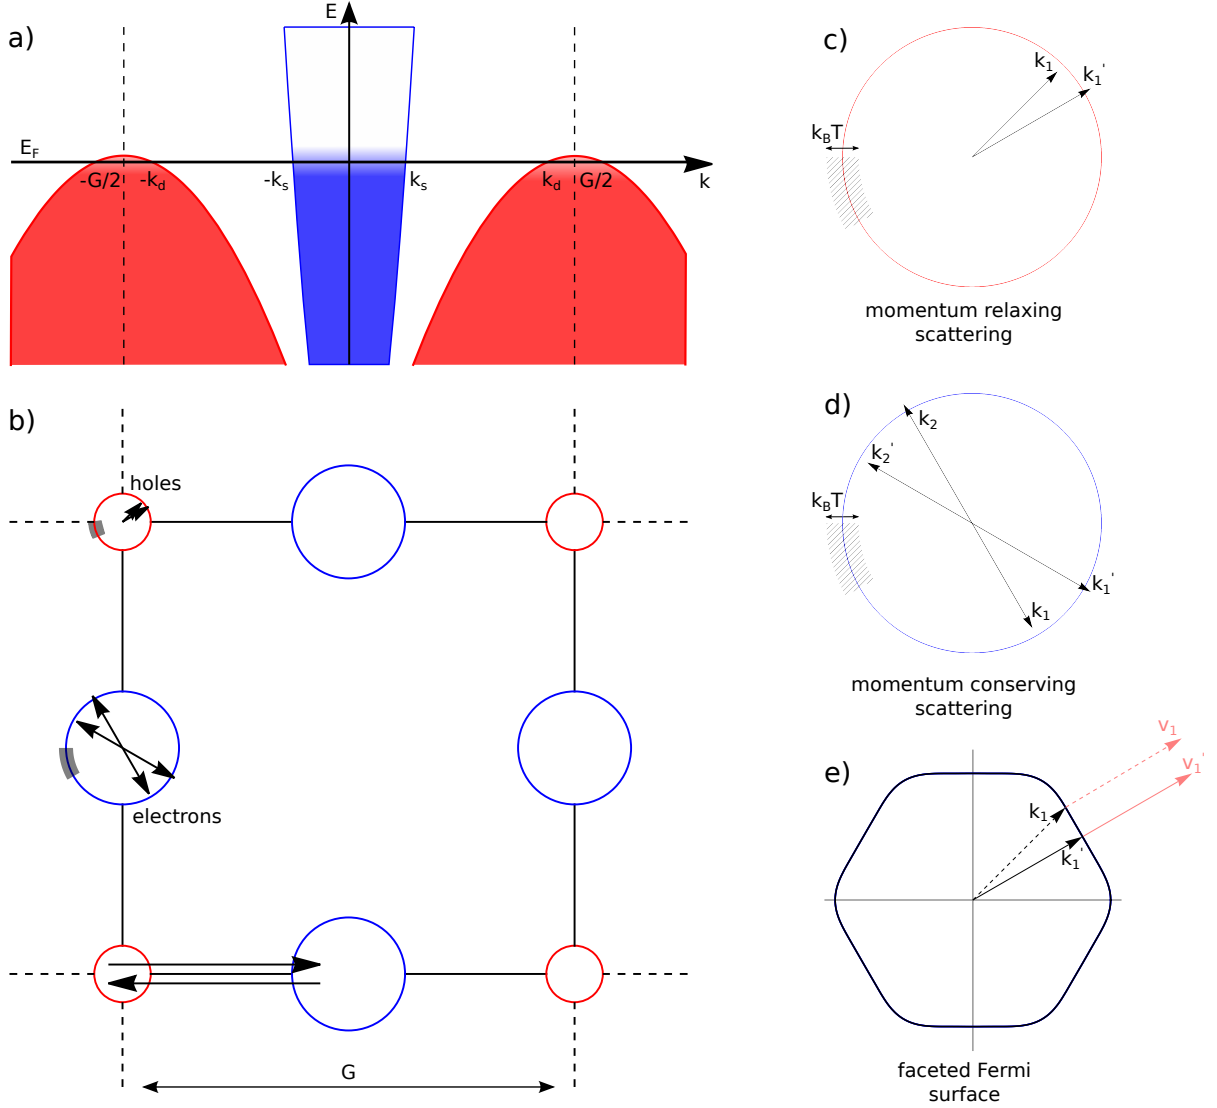 a)
E
E_F
-G/2
-k_d
-k_s
k_s
k_d
G/2
k
b)
holes
electrons
G
c)
k_1
k_1'
k_BT
momentum relaxing
scattering
d)
k_2
k_2'
k_BT
k_1
k_1'
momentum conserving
scattering
e)
v_1
v_1'
k_1
k_1'
faceted Fermi
surface